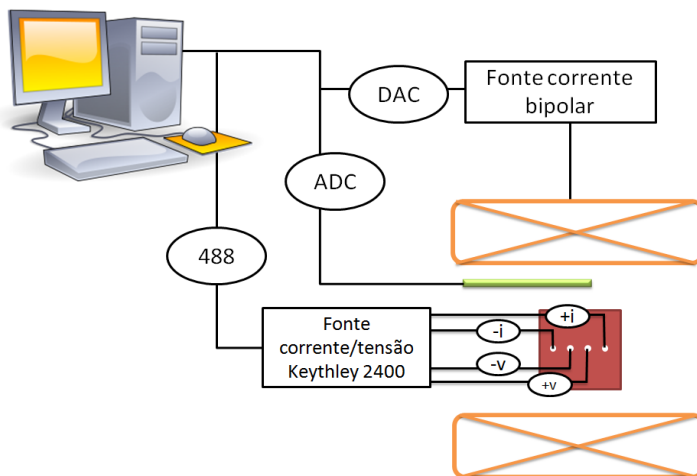 DAC
Fonte corrente
bipolar
ADC
488
Fonte
corrente/tensão
Keythley 2400
+i
-i
-v
+v